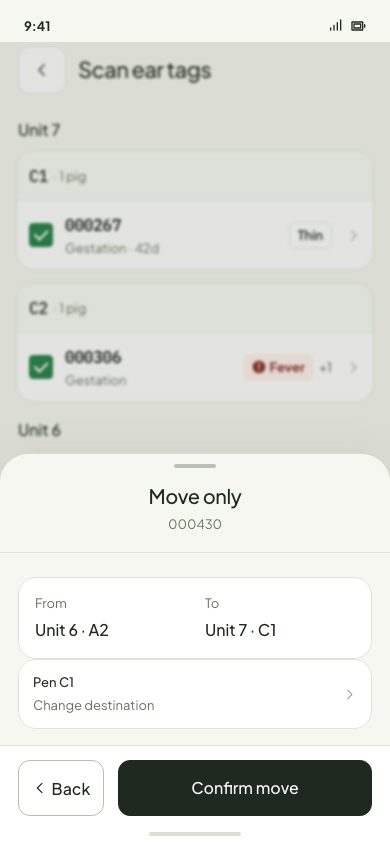 9:41
Scan ear tags
Unit 7
C1 · 1 pig
000267
Gestation · 42d
Thin
C2 · 1 pig
000306
Gestation
Fever +1
Unit 6
Move only
000430
From
To
Unit 6 · A2
Unit 7 · C1
Pen C1
Change destination
Back
Confirm move